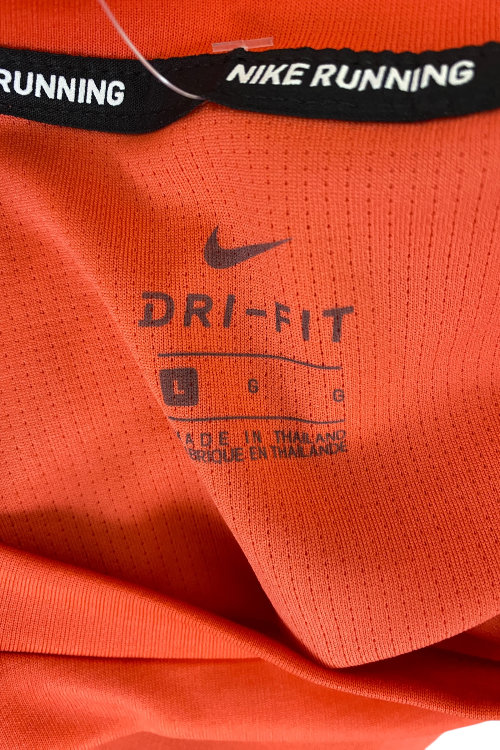 RUNNING
NIKE RUNNING
DRI-FIT
L G G
MADE IN THAILAND
FABRIQUE EN THAILANDE